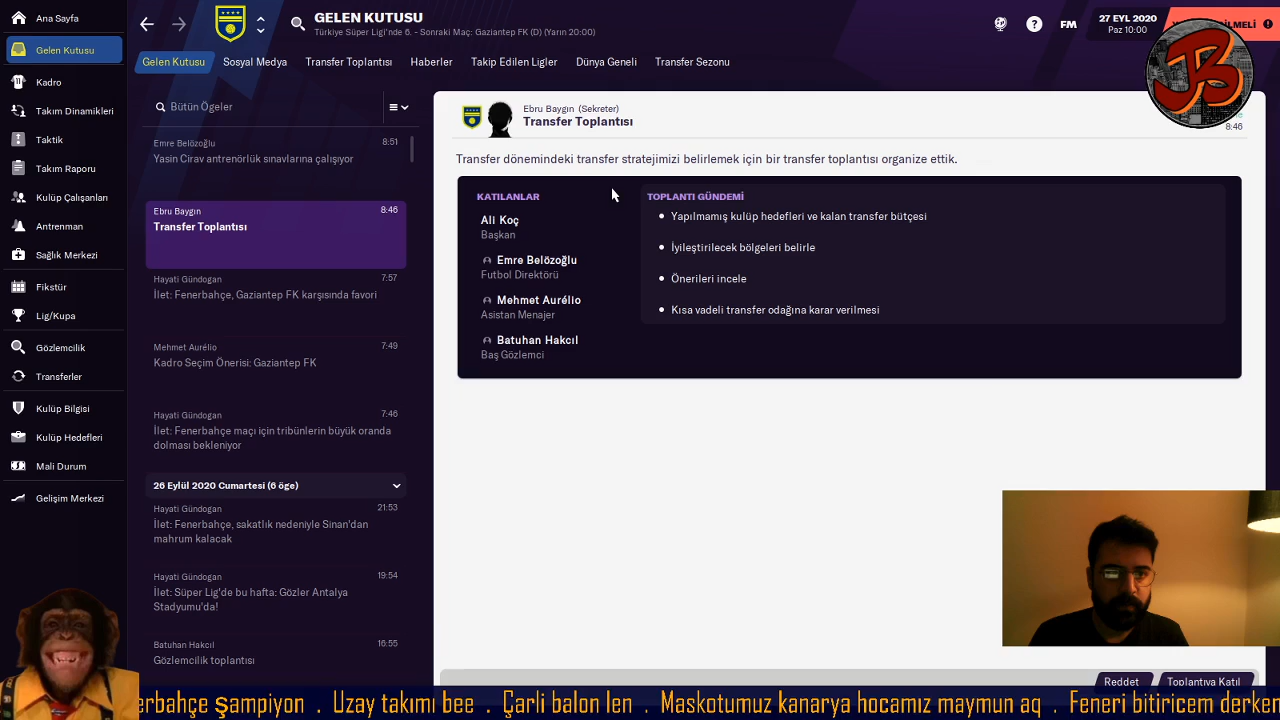 Ana Sayfa
Gelen Kutusu
Kadro
Takım Dinamikleri
Taktik
Takım Raporu
Kulüp Çalışanları
Antrenman
Sağlık Merkezi
Fikstür
Lig/Kupa
Gözlemcilik
Transferler
Kulüp Bilgisi
Kulüp Hedefleri
Mali Durum
Gelişim Merkezi
GELEN KUTUSU
Türkiye Süper Ligi'nde 6. - Sonraki Maç: Gaziantep FK (D) (Yarın 20:00)
FM
27 EYL 2020
Paz 10:00
Gelen Kutusu
Sosyal Medya
Transfer Toplantısı
Haberler
Takip Edilen Ligler
Dünya Geneli
Transfer Sezonu
Bütün Ögeler
Emre Belözoğlu 8:51
Yasin Cirav antrenörlük sınavlarına çalışıyor
Ebru Baygın 8:46
Transfer Toplantısı
Hayati Gündogan 7:57
İlet: Fenerbahçe, Gaziantep FK karşısında favori
Mehmet Aurélio 7:49
Kadro Seçim Önerisi: Gaziantep FK
Hayati Gündogan 7:46
İlet: Fenerbahçe maçı için tribünlerin büyük oranda
dolması bekleniyor
26 Eylül 2020 Cumartesi (6 öge)
Hayati Gündogan 21:53
İlet: Fenerbahçe, sakatlık nedeniyle Sinan'dan
mahrum kalacak
Hayati Gündogan 19:54
İlet: Süper Lig'de bu hafta: Gözler Antalya
Stadyumu'da!
Batuhan Hakcıl 16:55
Gözlemcilik toplantısı
Ebru Baygın (Sekreter)
Transfer Toplantısı
8:46
Transfer dönemindeki transfer stratejimizi belirlemek için bir transfer toplantısı organize ettik.
KATILANLAR
Ali Koç
Başkan
Emre Belözoğlu
Futbol Direktörü
Mehmet Aurélio
Asistan Menajer
Batuhan Hakcıl
Baş Gözlemci
TOPLANTI GÜNDEMİ
Yapılmamış kulüp hedefleri ve kalan transfer bütçesi
İyileştirilecek bölgeleri belirle
Önerileri incele
Kısa vadeli transfer odağına karar verilmesi
Reddet
Toplantıya Katıl
erbahçe şampiyon . Uzay takımı bee . Çarli balon len . Maskotumuz kanarya hocamız maymun aq . Feneri bitiricem derken